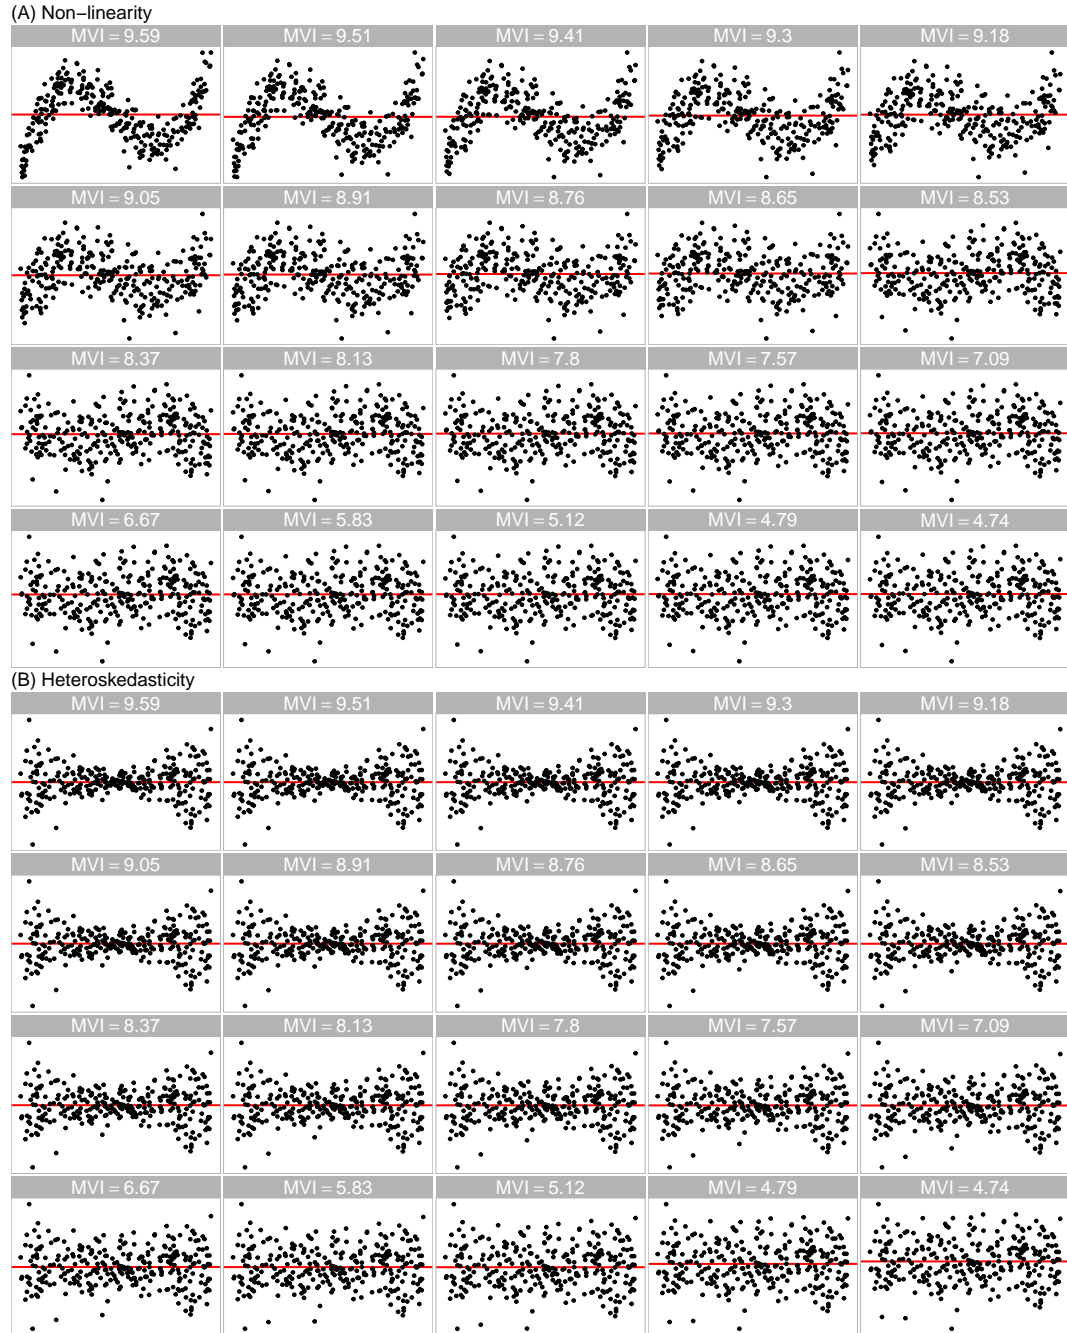 (A) Non−linearity
MVI = 9.59 MVI = 9.51 MVI = 9.41 MVI = 9.3 MVI = 9.18
MVI = 9.05 MVI = 8.91 MVI = 8.76 MVI = 8.65 MVI = 8.53
MVI = 8.37 MVI = 8.13 MVI = 7.8 MVI = 7.57 MVI = 7.09
MVI = 6.67 MVI = 5.83 MVI = 5.12 MVI = 4.79 MVI = 4.74
(B) Heteroskedasticity
MVI = 9.59 MVI = 9.51 MVI = 9.41 MVI = 9.3 MVI = 9.18
MVI = 9.05 MVI = 8.91 MVI = 8.76 MVI = 8.65 MVI = 8.53
MVI = 8.37 MVI = 8.13 MVI = 7.8 MVI = 7.57 MVI = 7.09
MVI = 6.67 MVI = 5.83 MVI = 5.12 MVI = 4.79 MVI = 4.74